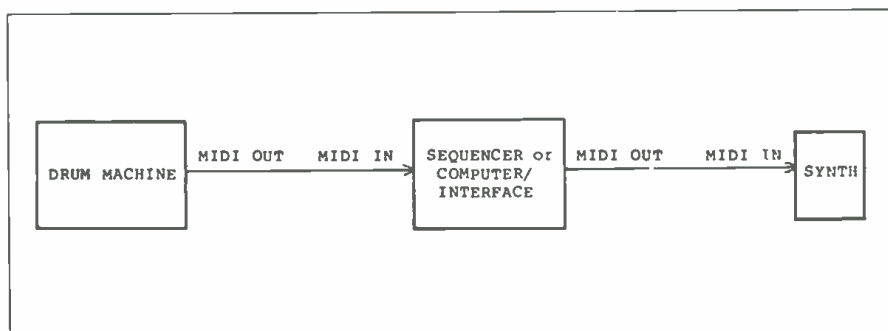 DRUM MACHINE
MIDI OUT
MIDI IN
SEQUENCER or
COMPUTER/
INTERFACE
MIDI OUT
MIDI IN
SYNTH